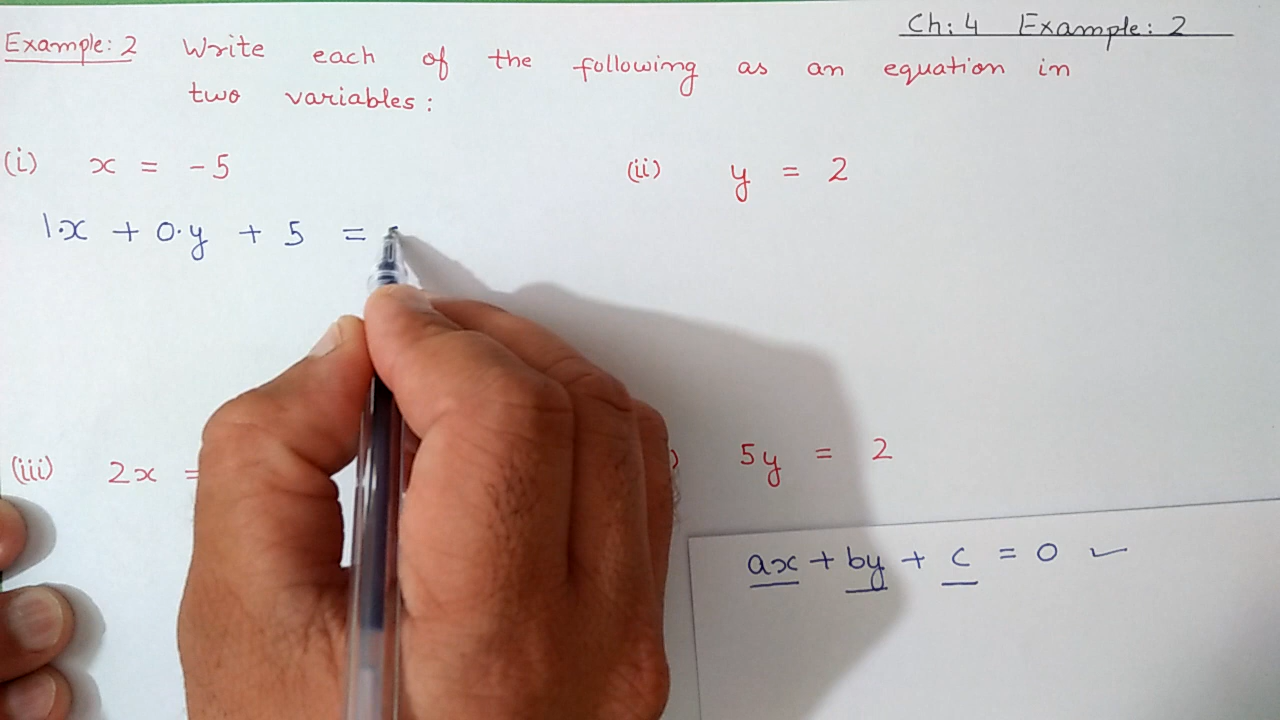 Ch: 4 Example: 2
Example: 2 Write each of the following as an equation in
two variables:
(i) x = -5
(ii) y = 2
1·x + 0·y + 5 =
(iii) 2x =
) 5y = 2
ax + by + c = 0 ✓